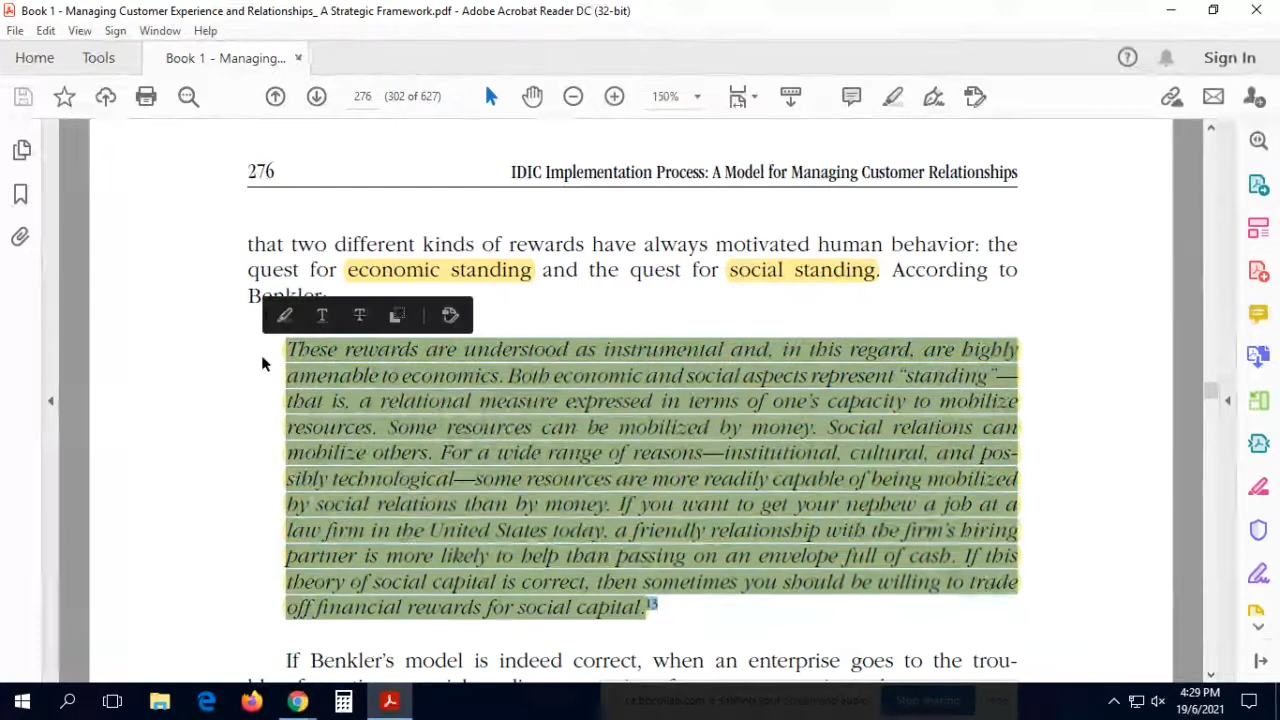 Book 1 - Managing Customer Experience and Relationships_ A Strategic Framework.pdf - Adobe Acrobat Reader DC (32-bit)
File Edit View Sign Window Help
Home Tools Book 1 - Managing... × Sign In
276 (302 of 627) 150%
276 IDIC Implementation Process: A Model for Managing Customer Relationships
that two different kinds of rewards have always motivated human behavior: the
quest for economic standing and the quest for social standing. According to
Benkler:
These rewards are understood as instrumental and, in this regard, are highly
amenable to economics. Both economic and social aspects represent “standing”—
that is, a relational measure expressed in terms of one’s capacity to mobilize
resources. Some resources can be mobilized by money. Social relations can
mobilize others. For a wide range of reasons—institutional, cultural, and pos-
sibly technological—some resources are more readily capable of being mobilized
by social relations than by money. If you want to get your nephew a job at a
law firm in the United States today, a friendly relationship with the firm’s hiring
partner is more likely to help than passing on an envelope full of cash. If this
theory of social capital is correct, then sometimes you should be willing to trade
off financial rewards for social capital.13
If Benkler’s model is indeed correct, when an enterprise goes to the trou-
Stop sharing
4:29 PM
19/6/2021